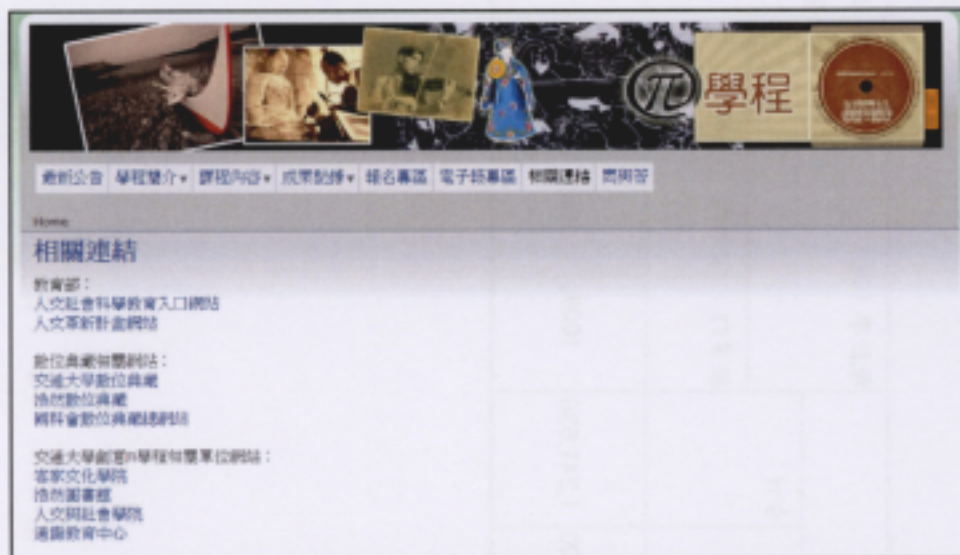 π學程
最新公告 學程簡介 課程內容 成果點播 報名專區 電子報專區 相關連結 問與答
Home
相關連結
教育部：
人文社會科學教育入口網站
人文革新計畫網站
數位典藏相關網站：
交通大學數位典藏
浩然數位典藏
國科會數位典藏總網站
交通大學創意π學程相關單位網站：
客家文化學院
浩然圖書館
人文與社會學院
通識教育中心